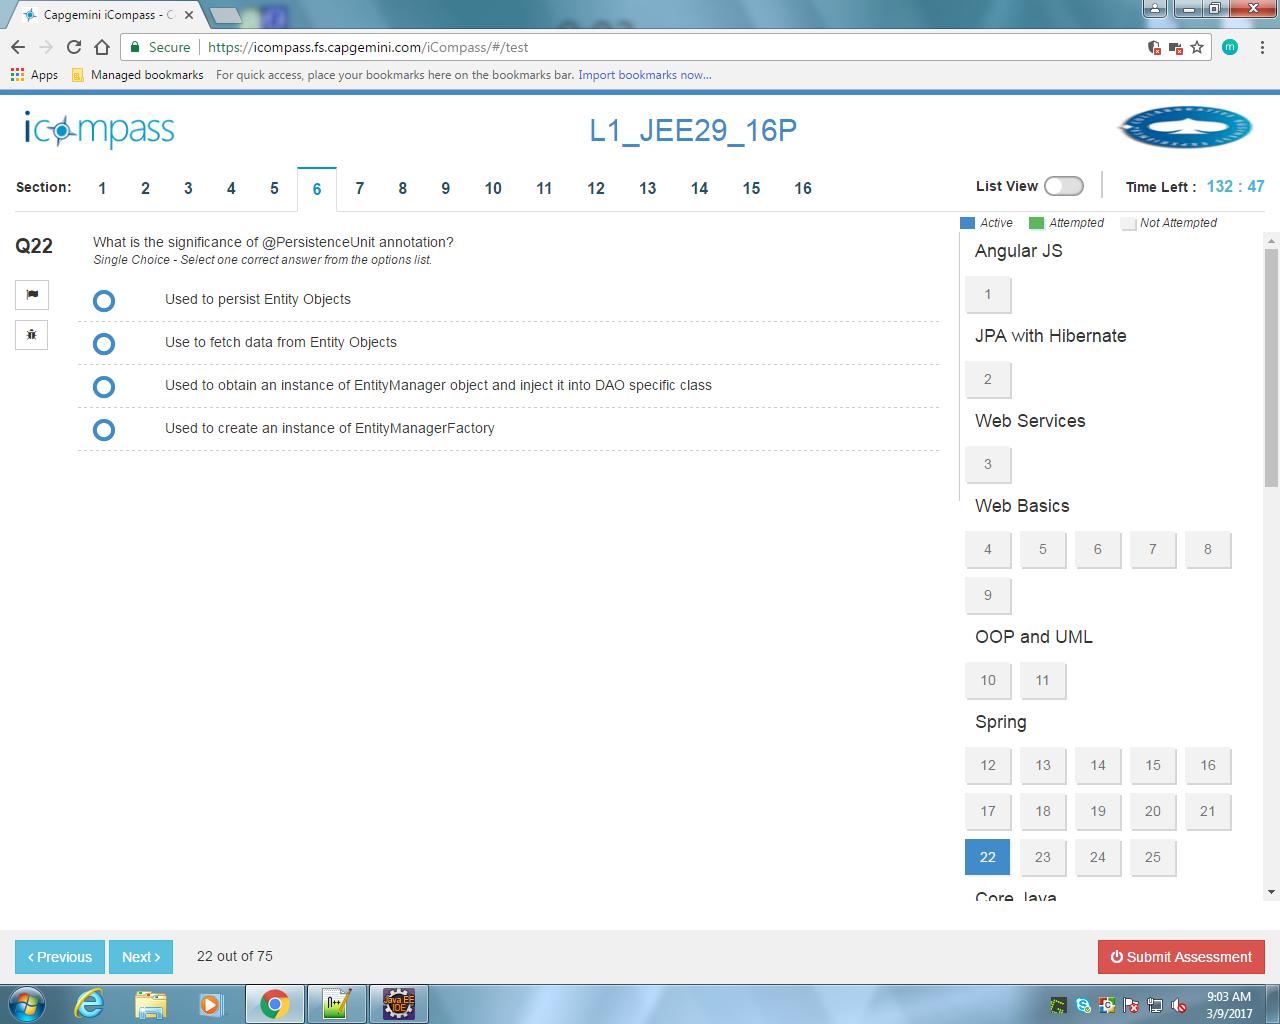 Capgemini iCompass - C
Secure https://icompass.fs.capgemini.com/iCompass/#/test
m
Apps Managed bookmarks For quick access, place your bookmarks here on the bookmarks bar. Import bookmarks now...
icompass
L1_JEE29_16P
Section: 1 2 3 4 5 6 7 8 9 10 11 12 13 14 15 16
List View Time Left : 132 : 47
Active Attempted Not Attempted
Q22
What is the significance of @PersistenceUnit annotation?
Single Choice - Select one correct answer from the options list.
Used to persist Entity Objects
Use to fetch data from Entity Objects
Used to obtain an instance of EntityManager object and inject it into DAO specific class
Used to create an instance of EntityManagerFactory
Angular JS
1
JPA with Hibernate
2
Web Services
3
Web Basics
4 5 6 7 8
9
OOP and UML
10 11
Spring
12 13 14 15 16
17 18 19 20 21
22 23 24 25
Core Java
‹ Previous Next › 22 out of 75
Submit Assessment
N++
Java EE
IDE
9:03 AM
3/9/2017